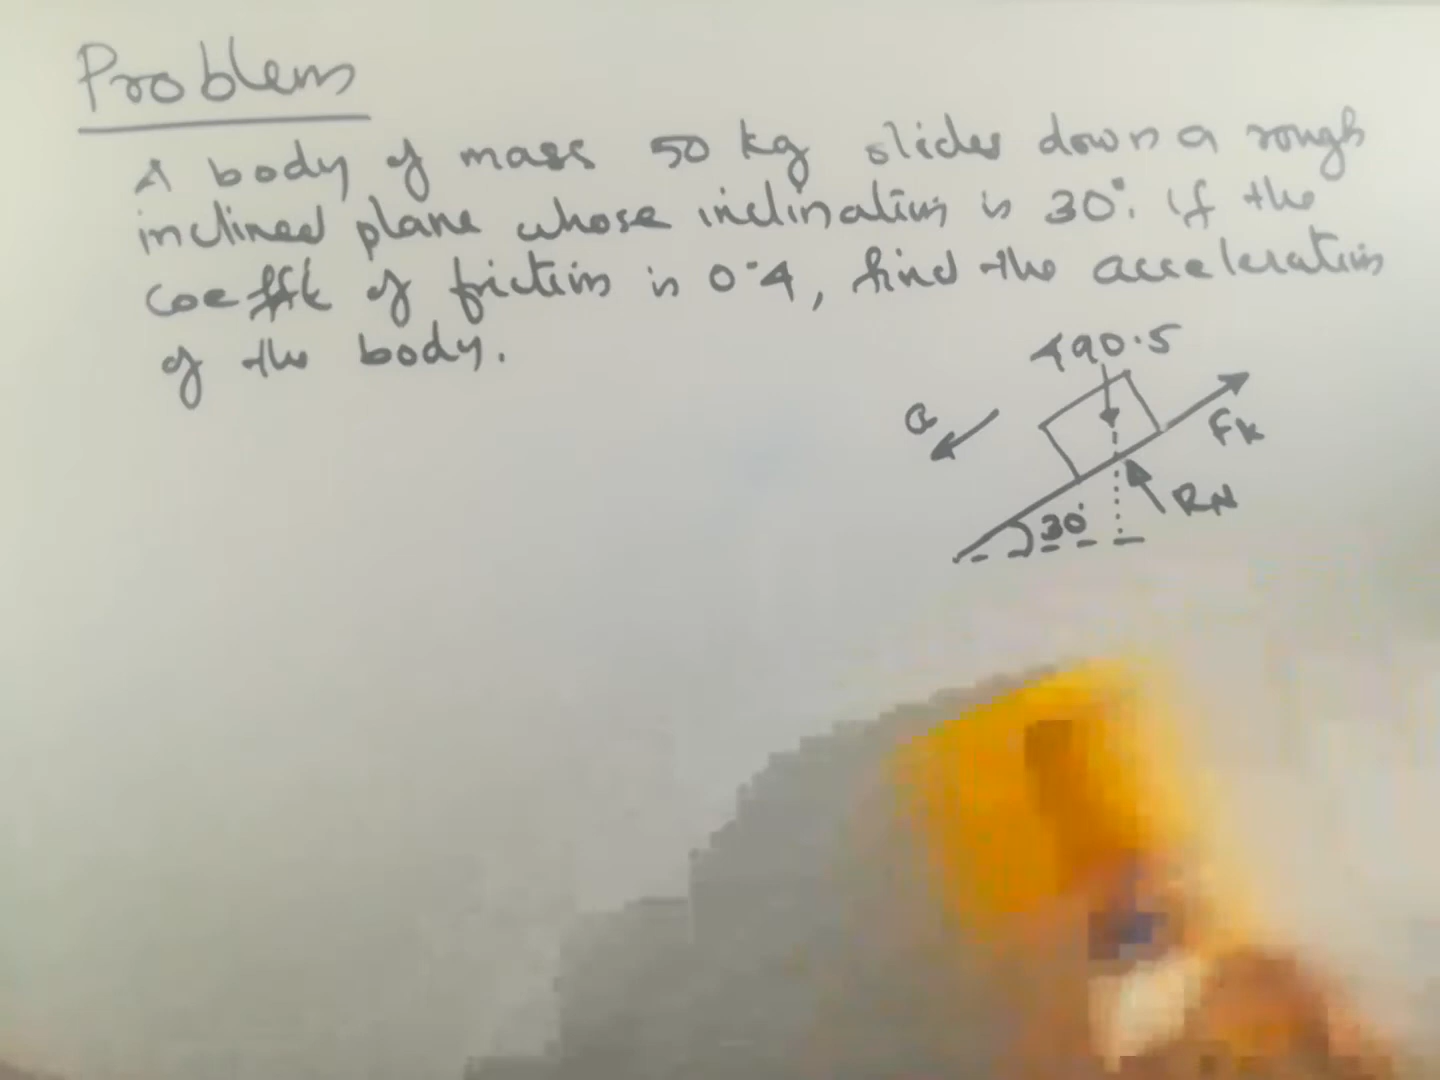 Problem
A body of mass 50 kg slides down a rough
inclined plane whose inclination is 30°. If the
coefft of friction is 0.4, find the acceleration
of the body.
490.5
a
Fk
RN
30°